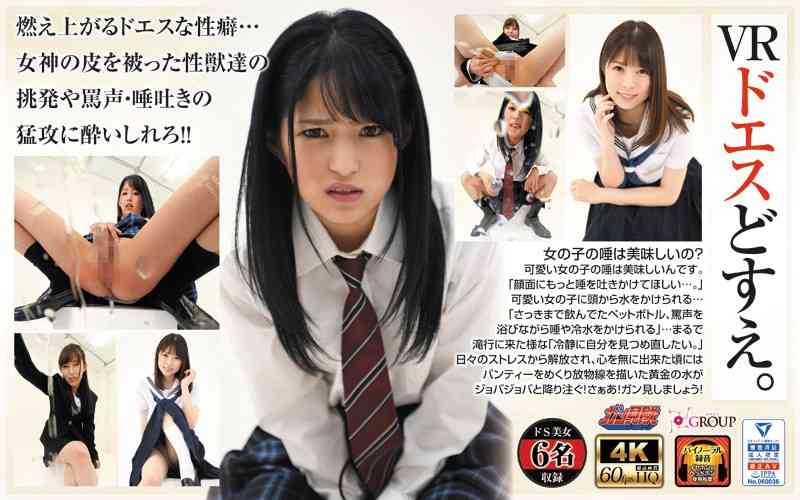 燃え上がるドエスな性癖…
女神の皮を被った性獣達の
挑発や罵声・唾吐きの
猛攻に酔いしれろ!!
VRドエスどすえ。
女の子の唾は美味しいの?
可愛い女の子の唾は美味しいんです。
「顔面にもっと唾を吐きかけてほしい…。」
可愛い女の子に頭から水をかけられる…
「さっきまで飲んでたペットボトル、罵声を
浴びながら唾や冷水をかけられる」…まるで
滝行に来た様な「冷静に自分を見つめ直したい。」
日々のストレスから解放され、心を無に出来た頃には
パンティーをめくり放物線を描いた黄金の水が
ジョバジョバと降り注ぐ!さぁあ!ガン見しましょう!
ドS美女
6名
収録
4K
60fps HQ
GROUP
バイノーラル
録音
適正AV
IPPA
No.060036